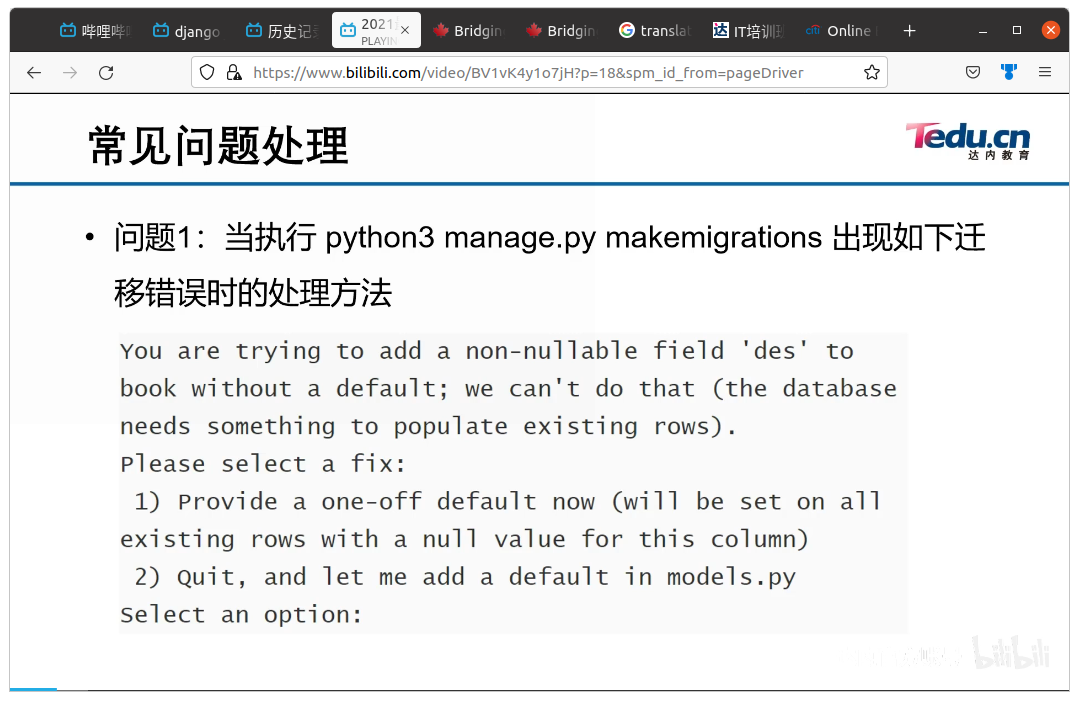 哔哩哔
django
历史记
2021
PLAYIN
Bridgin
Bridgin
translat
IT培训
Online
https://www.bilibili.com/video/BV1vK4y1o7jH?p=18&spm_id_from=pageDriver
常见问题处理
Tedu.cn
达内教育
• 问题1：当执行 python3 manage.py makemigrations 出现如下迁
移错误时的处理方法
You are trying to add a non-nullable field 'des' to
book without a default; we can't do that (the database
needs something to populate existing rows).
Please select a fix:
1) Provide a one-off default now (will be set on all
existing rows with a null value for this column)
2) Quit, and let me add a default in models.py
Select an option:
bilibili